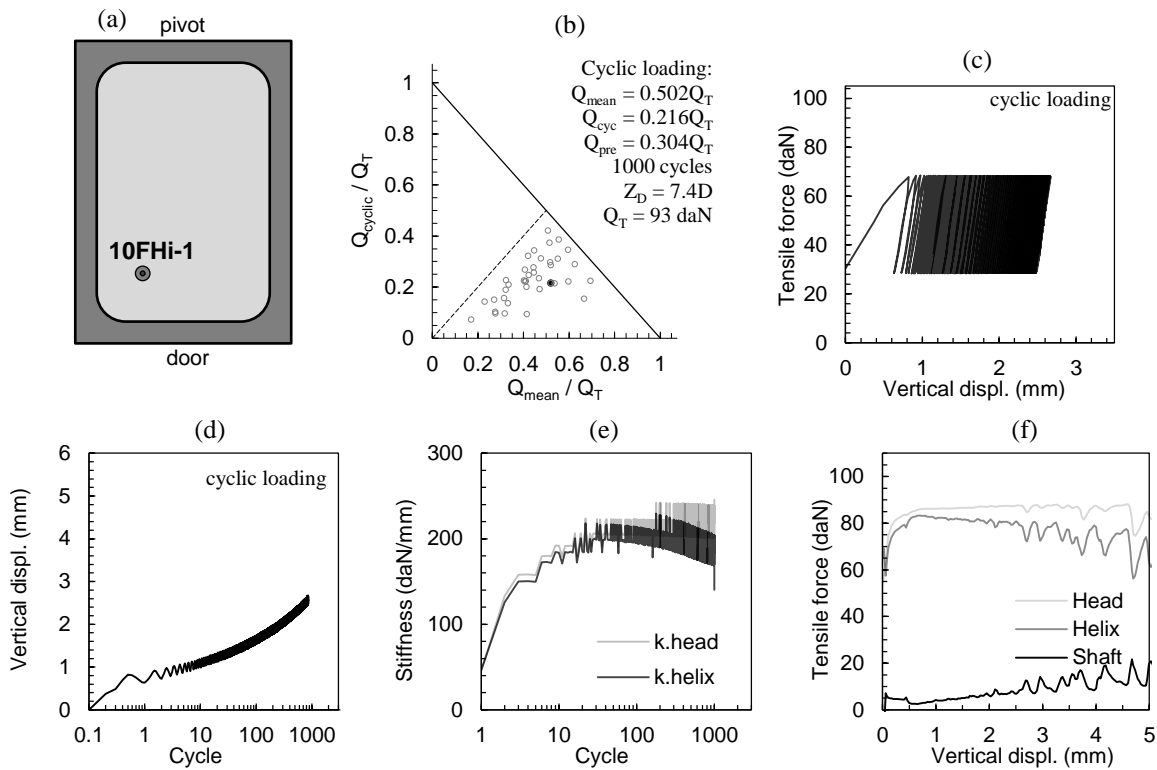 (a)
pivot
10FHi-1
door
(b)
Cyclic loading:
Q_mean = 0.502Q_T
Q_cyc = 0.216Q_T
Q_pre = 0.304Q_T
1000 cycles
Z_D = 7.4D
Q_T = 93 daN
Q_cyclic / Q_T
1
0.8
0.6
0.4
0.2
0
0 0.2 0.4 0.6 0.8 1
Q_mean / Q_T
(c)
cyclic loading
Tensile force (daN)
100
80
60
40
20
0
0 1 2 3
Vertical displ. (mm)
(d)
cyclic loading
Vertical displ. (mm)
6
5
4
3
2
1
0
0.1 1 10 100 1000
Cycle
(e)
Stiffness (daN/mm)
300
200
100
0
k.head
k.helix
1 10 100 1000
Cycle
(f)
Tensile force (daN)
100
80
60
40
20
0
Head
Helix
Shaft
0 1 2 3 4 5
Vertical displ. (mm)